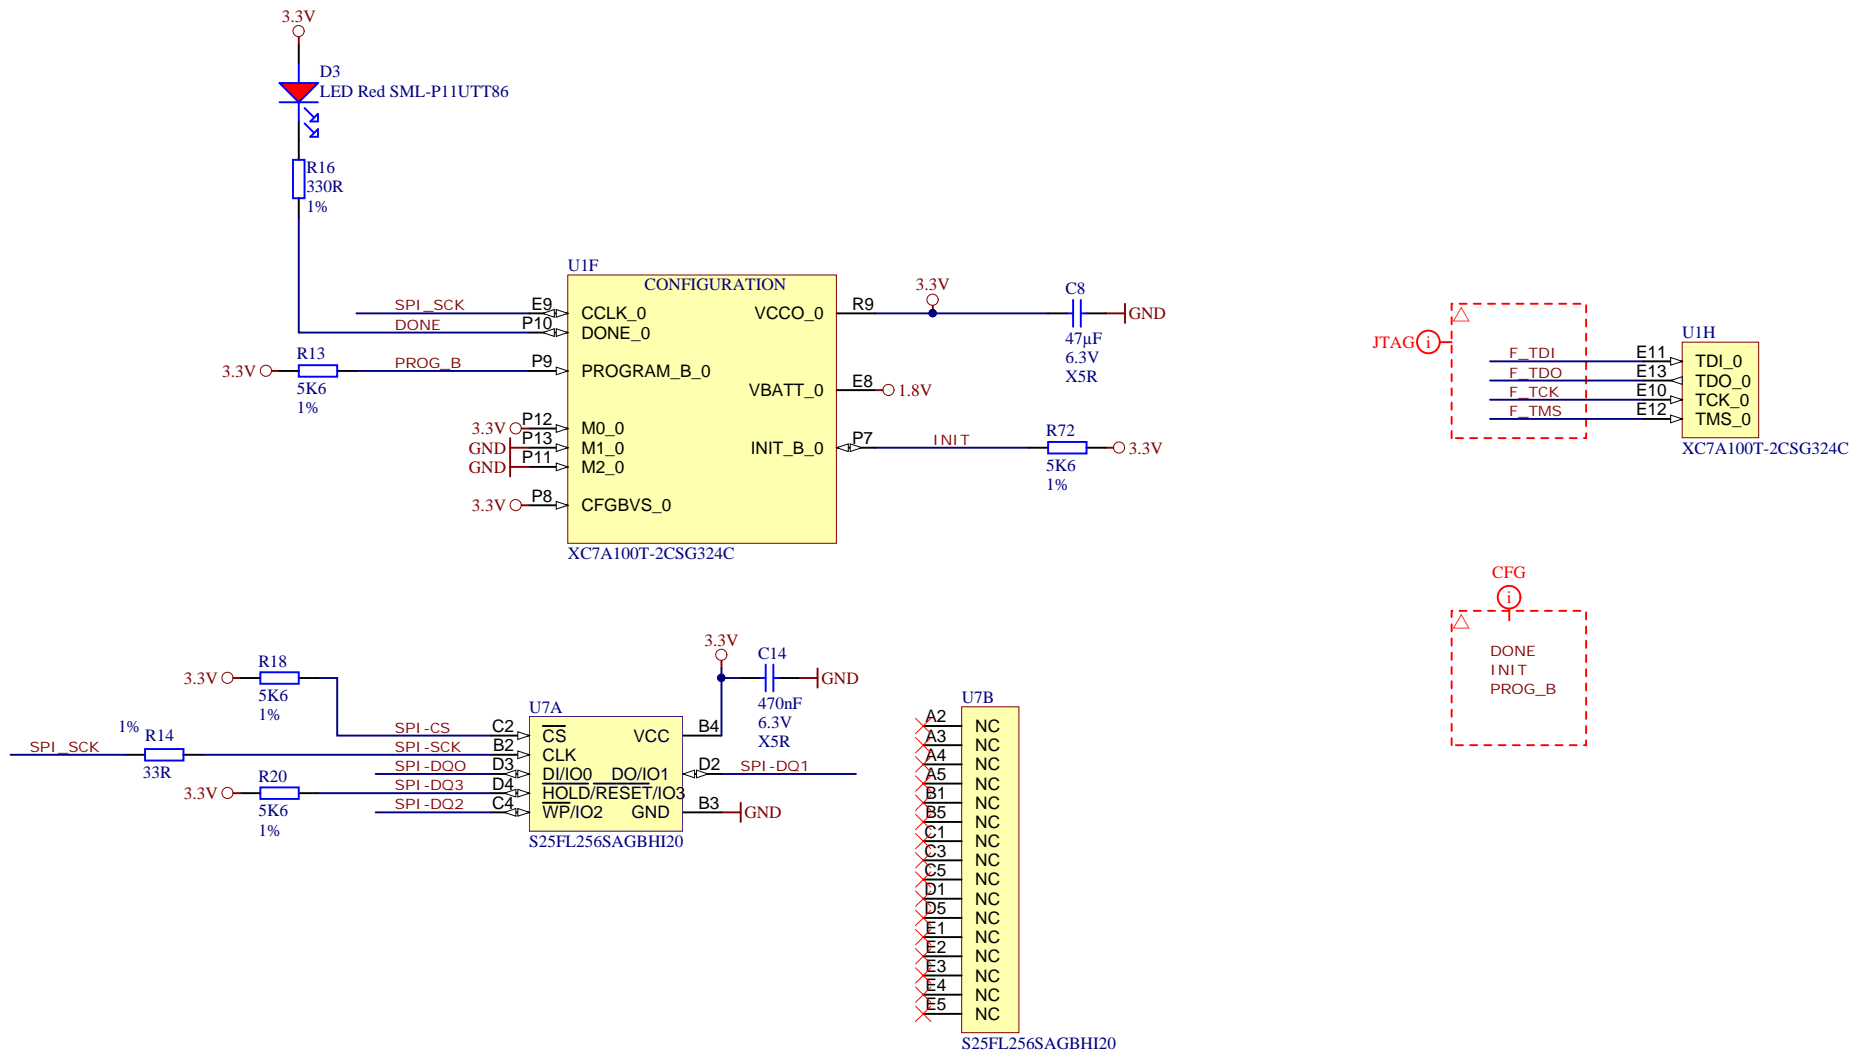 3.3V
D3
LED Red SML-P11UTT86
R16
330R
1%
U1F
CONFIGURATION
SPI_SCK E9 CCLK_0
DONE P10 DONE_0
R13
3.3V PROG_B P9 PROGRAM_B_0
5K6
1%
3.3V P12 M0_0
GND P13 M1_0
GND P11 M2_0
3.3V P8 CFGBVS_0
VCCO_0 R9
3.3V
C8
GND
47µF
6.3V
X5R
VBATT_0 E8 1.8V
INIT_B_0 P7 INIT
R72
3.3V
5K6
1%
XC7A100T-2CSG324C
JTAG i
U1H
F_TDI E11 TDI_0
F_TDO E13 TDO_0
F_TCK E10 TCK_0
F_TMS E12 TMS_0
XC7A100T-2CSG324C
CFG
i
DONE
INIT
PROG_B
R18
3.3V
5K6
1%
1%
R14
SPI_SCK
33R
R20
3.3V
5K6
1%
U7A
SPI-CS C2 CS
SPI-SCK B2 CLK
SPI-DQ0 D3 DI/IO0
SPI-DQ3 D4 HOLD/RESET/IO3
SPI-DQ2 C4 WP/IO2
VCC B4
DO/IO1 D2 SPI-DQ1
GND B3 GND
3.3V
C14
GND
470nF
6.3V
X5R
S25FL256SAGBHI20
U7B
A2 NC
A3 NC
A4 NC
A5 NC
B1 NC
B5 NC
C1 NC
C3 NC
C5 NC
D1 NC
D5 NC
E1 NC
E2 NC
E3 NC
E4 NC
E5 NC
S25FL256SAGBHI20